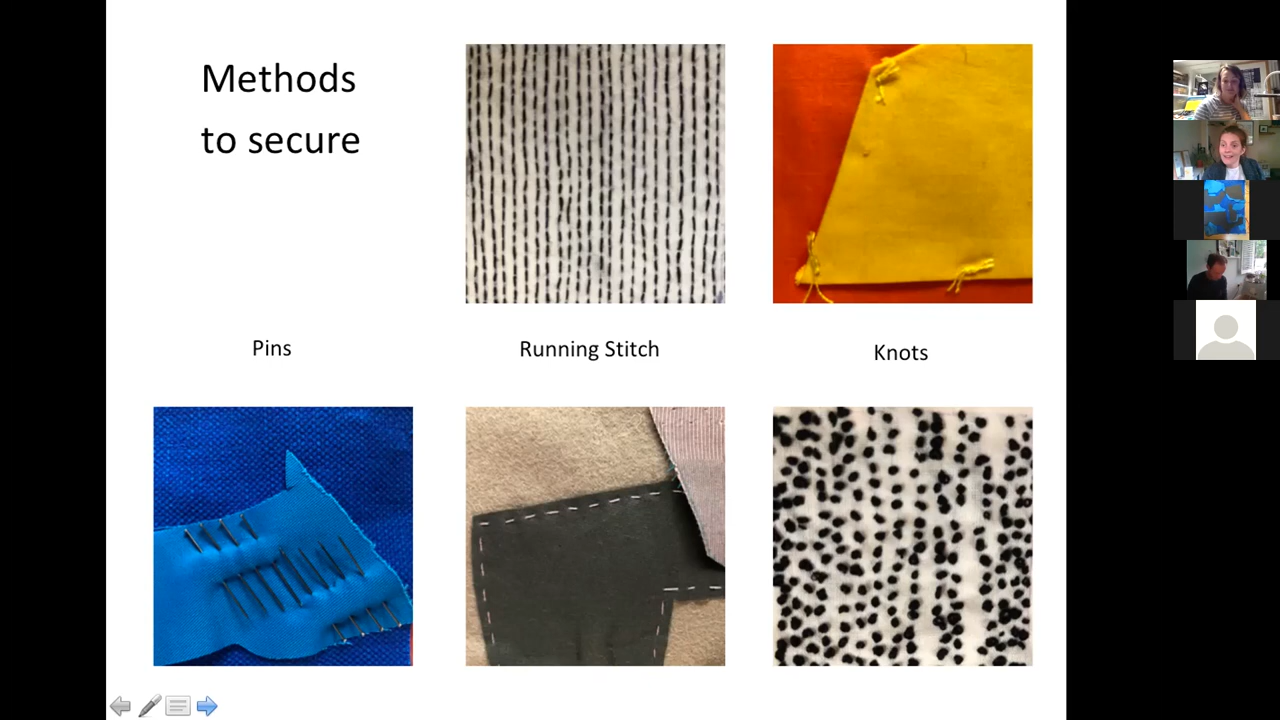 Methods
to secure
Pins
Running Stitch
Knots